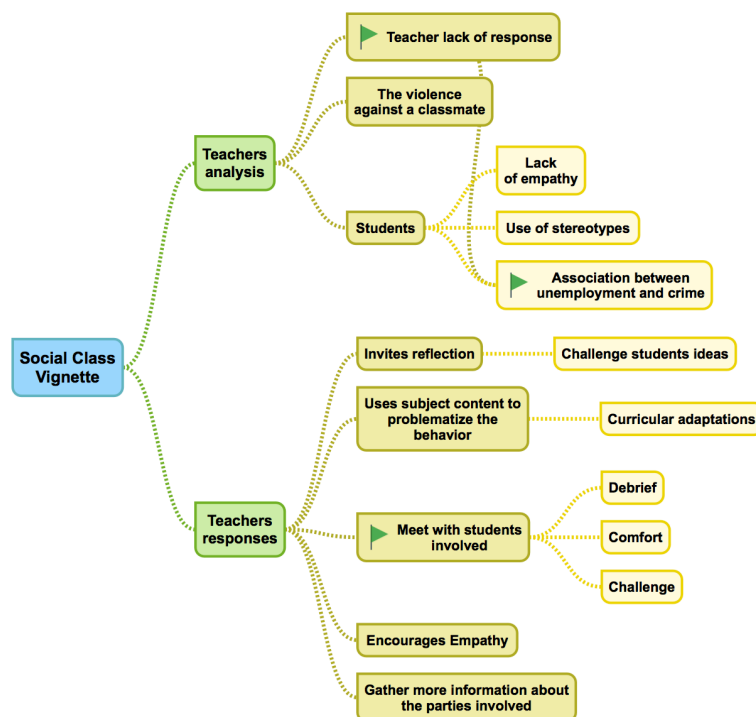 Social Class
Vignette
Teachers
analysis
Teacher lack of response
The violence
against a classmate
Students
Lack
of empathy
Use of stereotypes
Association between
unemployment and crime
Teachers
responses
Invites reflection
Challenge students ideas
Uses subject content to
problematize the
behavior
Curricular adaptations
Meet with students
involved
Debrief
Comfort
Challenge
Encourages Empathy
Gather more information about
the parties involved